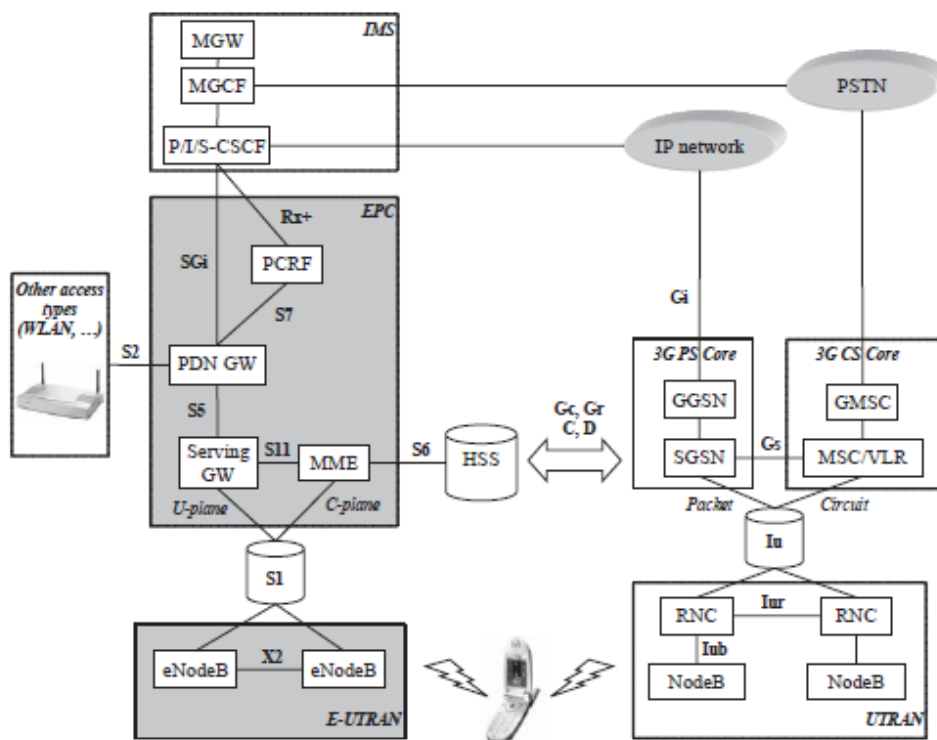 IMS
MGW
MGCF
P/I/S-CSCF
PSTN
IP network
EPC
Rx+
SGi
PCRF
S7
Gi
Other access
types
(WLAN, ...)
S2
PDN GW
S5
Serving
GW
S11
MME
S6
HSS
U-plane
C-plane
Gc, Gr
C, D
3G PS Core
GGSN
SGSN
Gs
3G CS Core
GMSC
MSC/VLR
Packet
Circuit
S1
Iu
eNodeB
X2
eNodeB
E-UTRAN
RNC
Iur
RNC
Iub
NodeB
NodeB
UTRAN